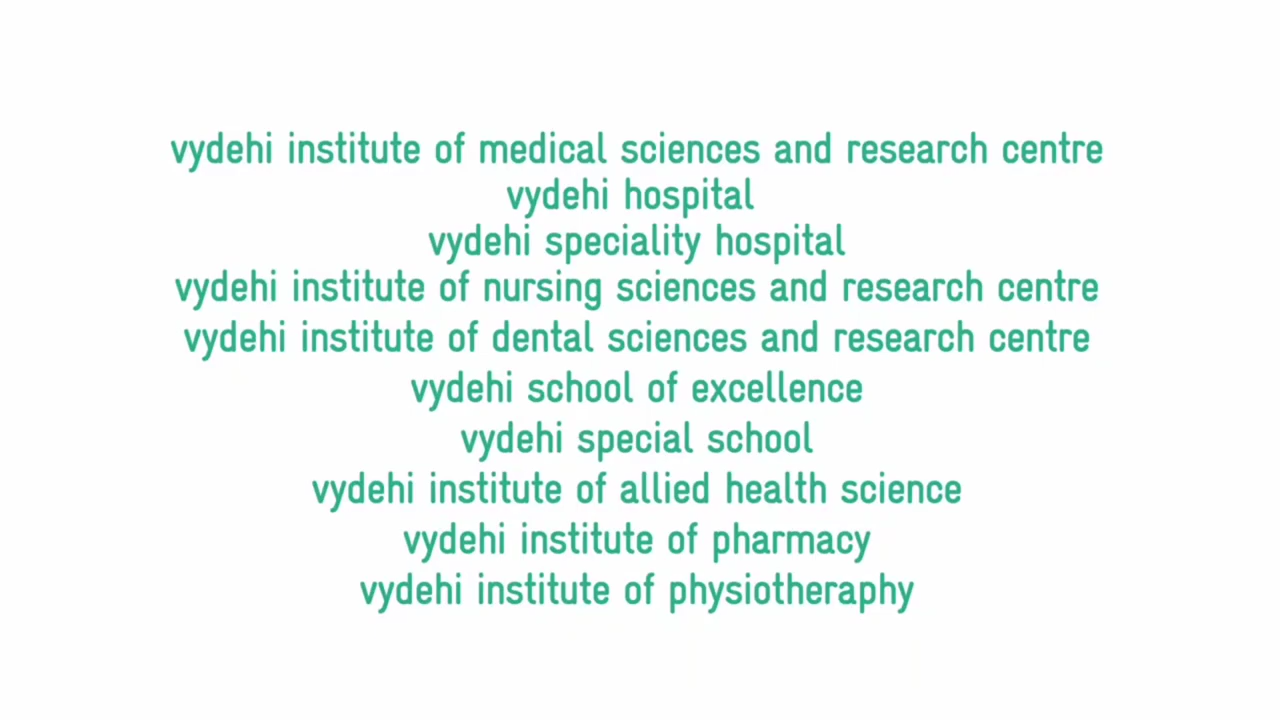 vydehi institute of medical sciences and research centre
vydehi hospital
vydehi speciality hospital
vydehi institute of nursing sciences and research centre
vydehi institute of dental sciences and research centre
vydehi school of excellence
vydehi special school
vydehi institute of allied health science
vydehi institute of pharmacy
vydehi institute of physiotheraphy